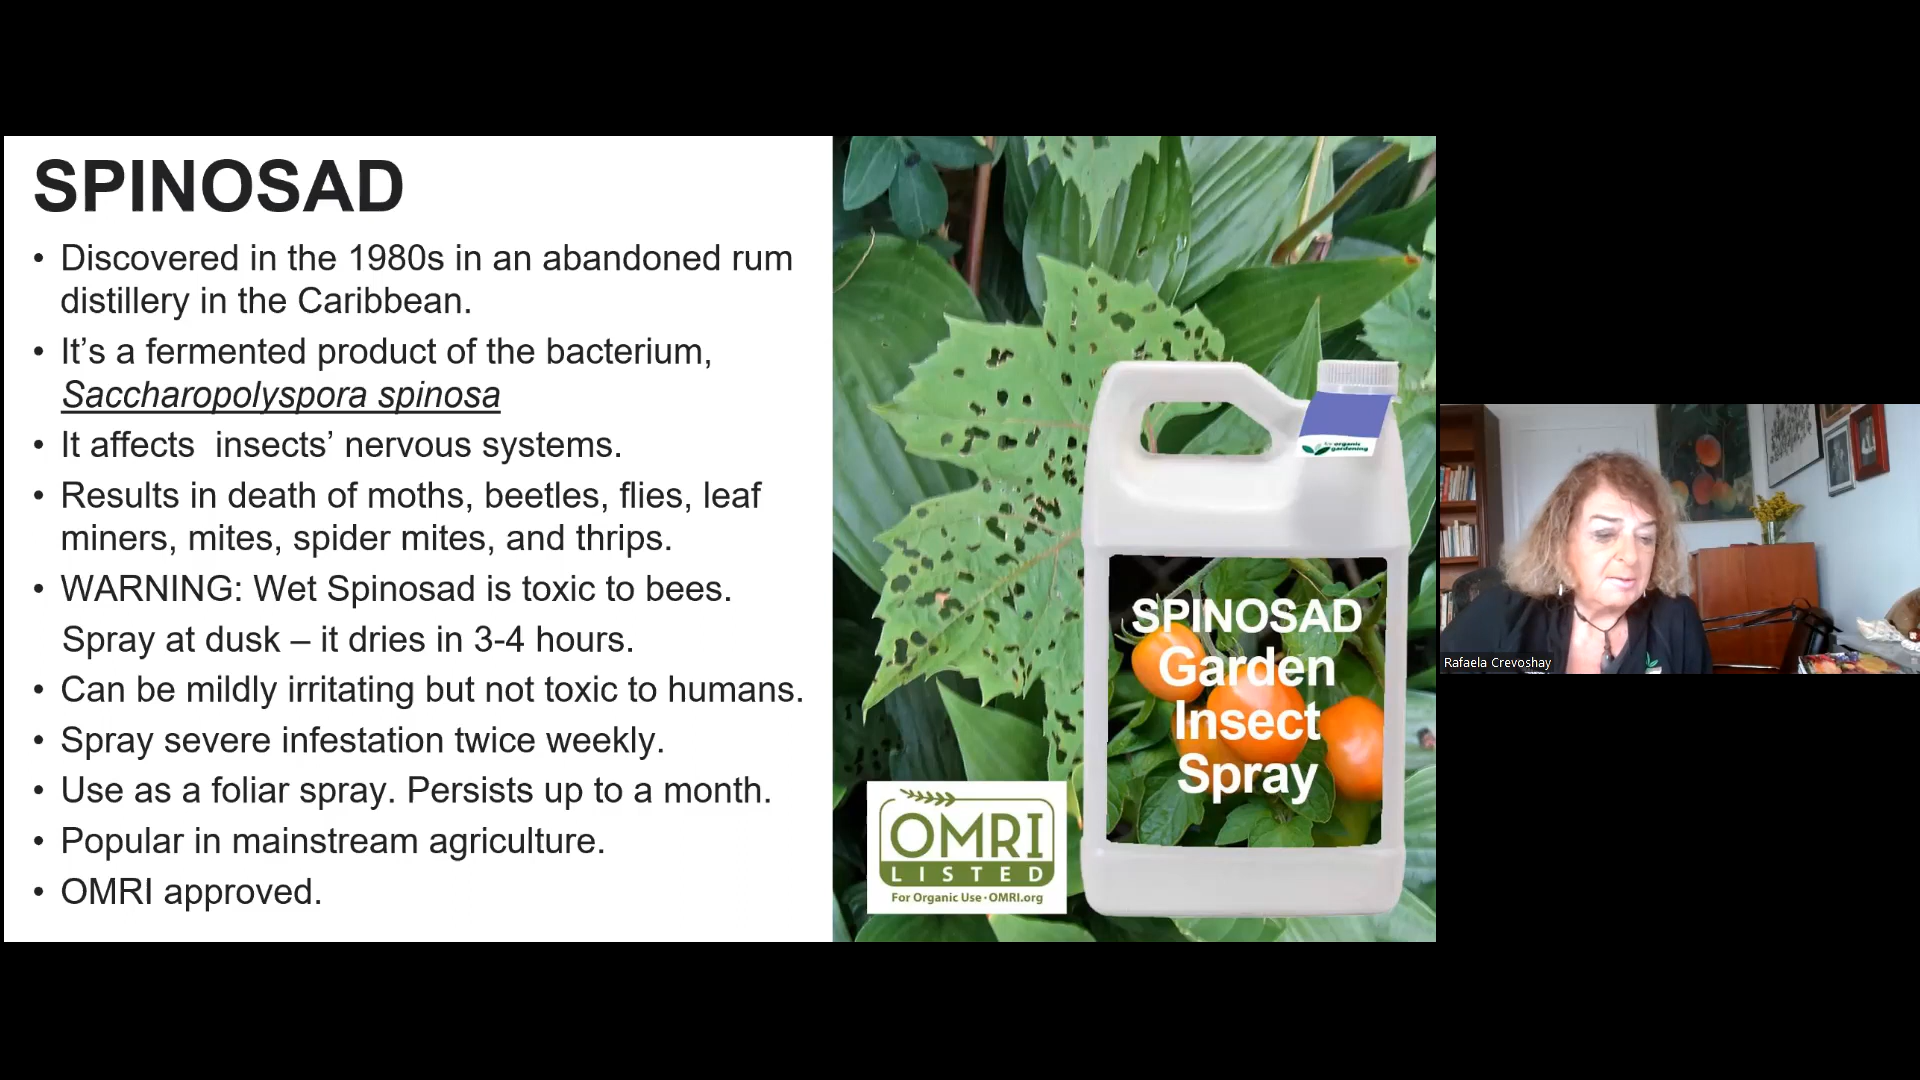 SPINOSAD
• Discovered in the 1980s in an abandoned rum
distillery in the Caribbean.
• It’s a fermented product of the bacterium,
Saccharopolyspora spinosa
• It affects  insects’ nervous systems.
• Results in death of moths, beetles, flies, leaf
miners, mites, spider mites, and thrips.
• WARNING: Wet Spinosad is toxic to bees.
Spray at dusk – it dries in 3-4 hours.
• Can be mildly irritating but not toxic to humans.
• Spray severe infestation twice weekly.
• Use as a foliar spray. Persists up to a month.
• Popular in mainstream agriculture.
• OMRI approved.
organic
gardening
SPINOSAD
Garden
Insect
Spray
OMRI
LISTED
For Organic Use · OMRI.org
Rafaela Crevoshay